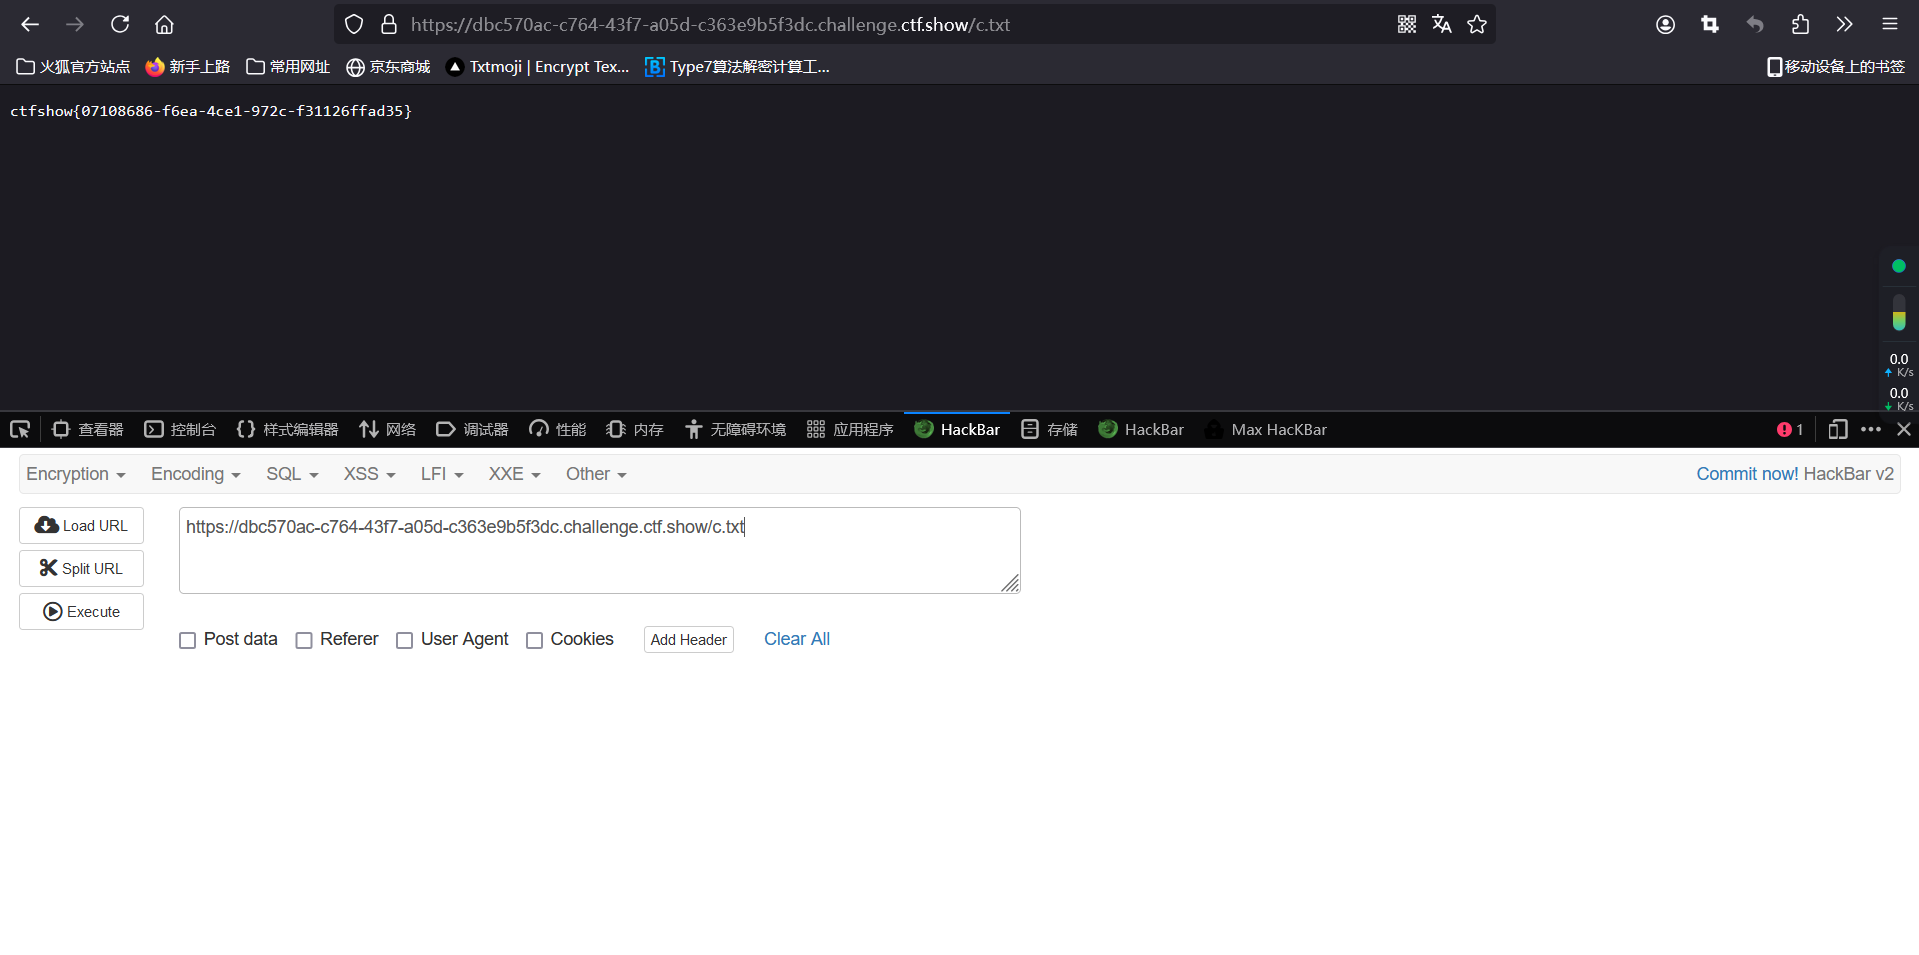 https://dbc570ac-c764-43f7-a05d-c363e9b5f3dc.challenge.ctf.show/c.txt
火狐官方站点 新手上路 常用网址 京东商城 Txtmoji | Encrypt Tex... Type7算法解密计算工... 移动设备上的书签
ctfshow{07108686-f6ea-4ce1-972c-f31126ffad35}
0.0
K/s
0.0
K/s
查看器 控制台 样式编辑器 网络 调试器 性能 内存 无障碍环境 应用程序 HackBar 存储 HackBar Max HacKBar 1
Encryption Encoding SQL XSS LFI XXE Other Commit now! HackBar v2
Load URL
https://dbc570ac-c764-43f7-a05d-c363e9b5f3dc.challenge.ctf.show/c.txt
Split URL
Execute
Post data Referer User Agent Cookies Add Header Clear All